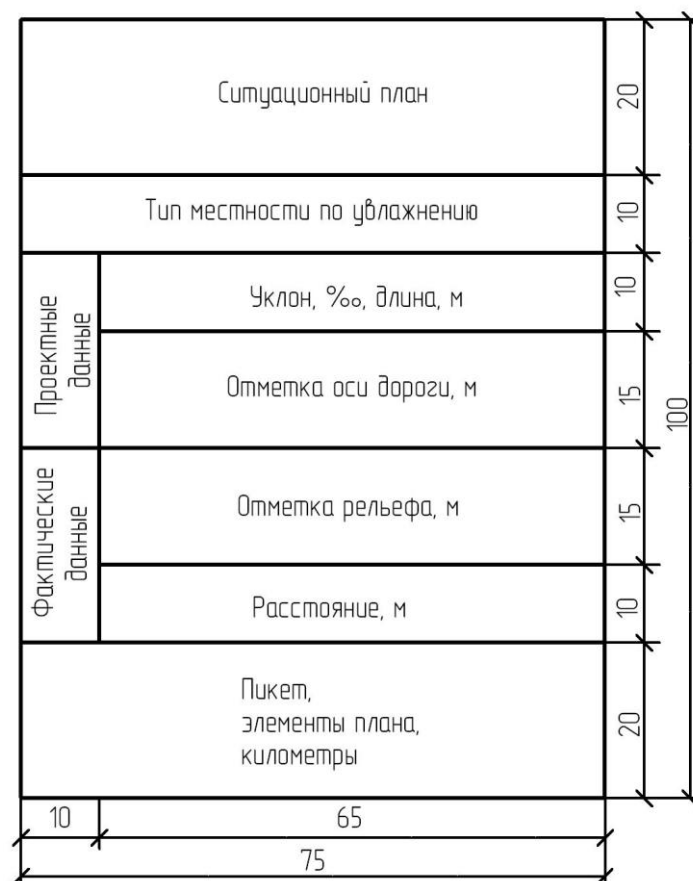 Ситуационный план
20
Тип местности по увлажнению
10
Проектные
данные
Уклон, ‰, длина, м
10
Отметка оси дороги, м
15
100
Фактические
данные
Отметка рельефа, м
15
Расстояние, м
10
Пикет,
элементы плана,
километры
20
10
65
75